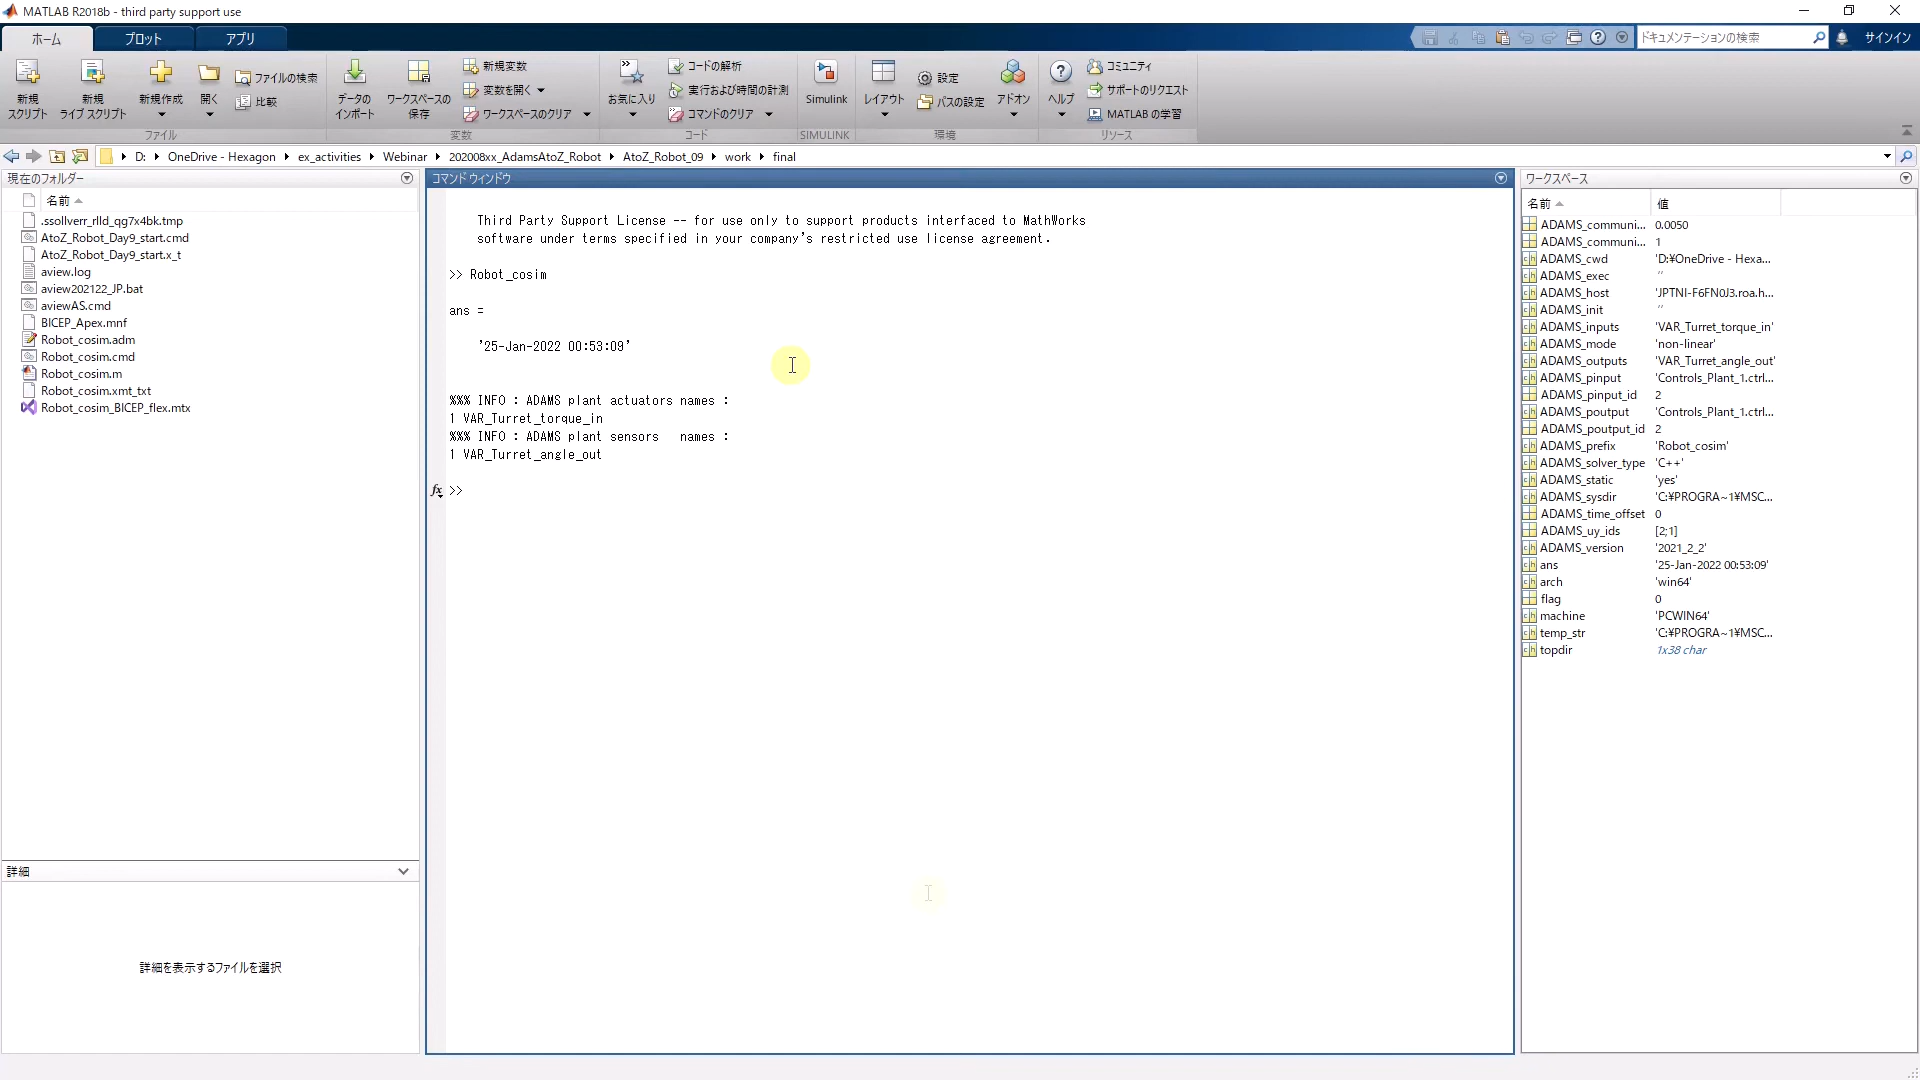 MATLAB R2018b - third party support use
ホーム プロット アプリ
ドキュメンテーションの検索 サインイン
新規 スクリプト
新規 ライブ スクリプト
新規作成
開く
ファイルの検索
比較
ファイル
データの インポート
ワークスペースの 保存
新規変数
変数を開く
ワークスペースのクリア
変数
お気に入り
コードの解析
実行および時間の計測
コマンドのクリア
コード
Simulink
SIMULINK
レイアウト
設定
パスの設定
アドオン
環境
ヘルプ
コミュニティ
サポートのリクエスト
MATLAB の学習
リソース
D: OneDrive - Hexagon ex_activities Webinar 202008xx_AdamsAtoZ_Robot AtoZ_Robot_09 work final
現在のフォルダー
名前
.ssollverr_rlld_qg7x4bk.tmp
AtoZ_Robot_Day9_start.cmd
AtoZ_Robot_Day9_start.x_t
aview.log
aview202122_JP.bat
aviewAS.cmd
BICEP_Apex.mnf
Robot_cosim.adm
Robot_cosim.cmd
Robot_cosim.m
Robot_cosim.xmt_txt
Robot_cosim_BICEP_flex.mtx
詳細
詳細を表示するファイルを選択
コマンド ウィンドウ
Third Party Support License -- for use only to support products interfaced to MathWorks
software under terms specified in your company's restricted use license agreement.
>> Robot_cosim
ans =
'25-Jan-2022 00:53:09'
%%% INFO : ADAMS plant actuators names :
1 VAR_Turret_torque_in
%%% INFO : ADAMS plant sensors   names :
1 VAR_Turret_angle_out
fx >>
ワークスペース
名前 値
ADAMS_communi... 0.0050
ADAMS_communi... 1
ADAMS_cwd 'D:¥OneDrive - Hexa...
ADAMS_exec ''
ADAMS_host 'JPTNI-F6FN0J3.roa.h...
ADAMS_init ''
ADAMS_inputs 'VAR_Turret_torque_in'
ADAMS_mode 'non-linear'
ADAMS_outputs 'VAR_Turret_angle_out'
ADAMS_pinput 'Controls_Plant_1.ctrl...
ADAMS_pinput_id 2
ADAMS_poutput 'Controls_Plant_1.ctrl...
ADAMS_poutput_id 2
ADAMS_prefix 'Robot_cosim'
ADAMS_solver_type 'C++'
ADAMS_static 'yes'
ADAMS_sysdir 'C:¥PROGRA~1¥MSC...
ADAMS_time_offset 0
ADAMS_uy_ids [2;1]
ADAMS_version '2021_2_2'
ans '25-Jan-2022 00:53:09'
arch 'win64'
flag 0
machine 'PCWIN64'
temp_str 'C:¥PROGRA~1¥MSC...
topdir 1x38 char